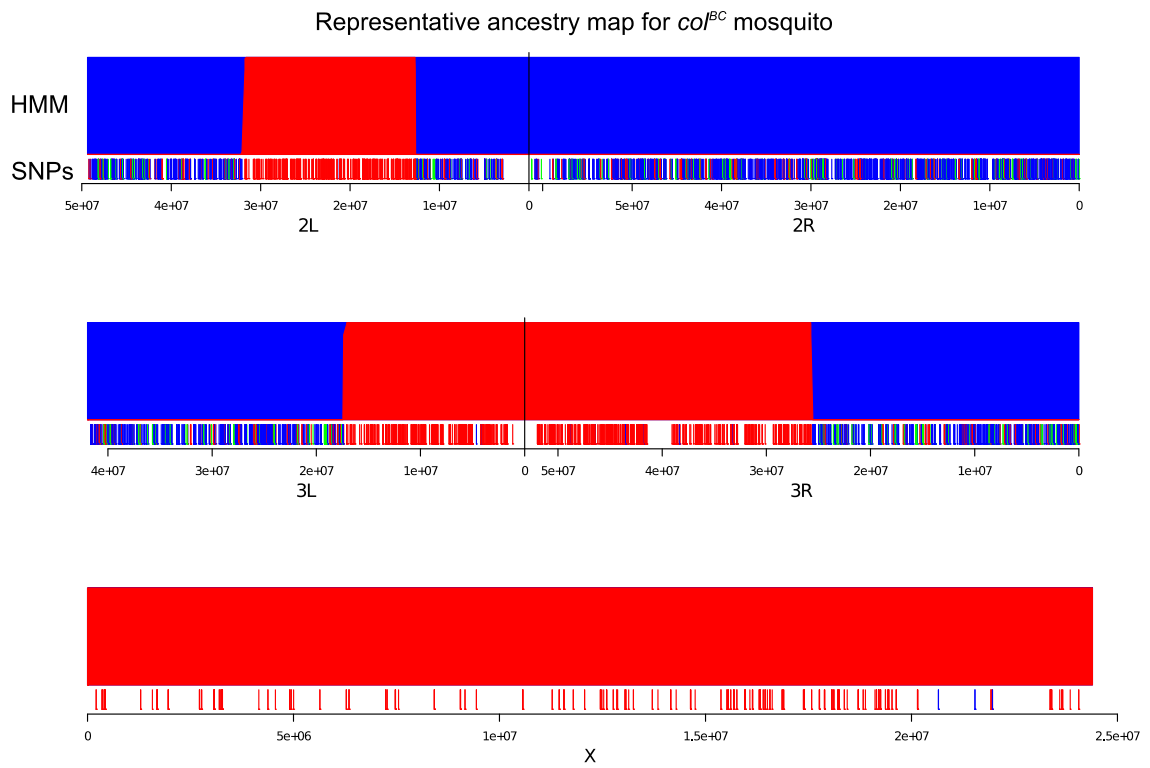 Representative ancestry map for col^BC mosquito
HMM
SNPs
5e+07 4e+07 3e+07 2e+07 1e+07 0 5e+07 4e+07 3e+07 2e+07 1e+07 0
2L 2R
4e+07 3e+07 2e+07 1e+07 0 5e+07 4e+07 3e+07 2e+07 1e+07 0
3L 3R
0 5e+06 1e+07 1.5e+07 2e+07 2.5e+07
X